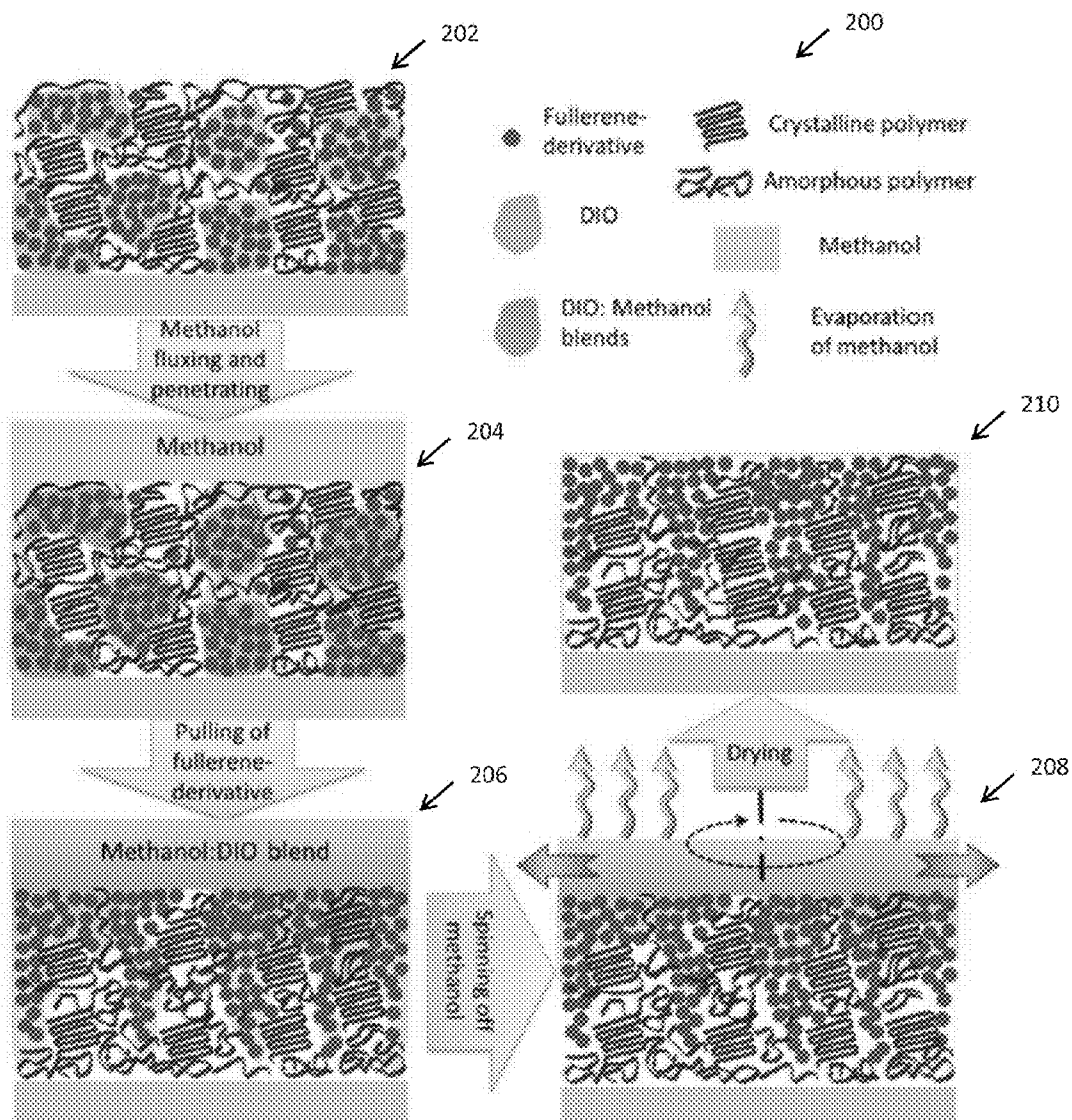 202
200
Fullerene-
derivative
Crystalline polymer
Amorphous polymer
DIO
Methanol
DIO: Methanol
blends
Evaporation
of methanol
Methanol
fluxing and
penetrating
Methanol
204
210
Pulling of
fullerene-
derivative
206
Methanol:DIO blend
Spinning off
methanol
Drying
208